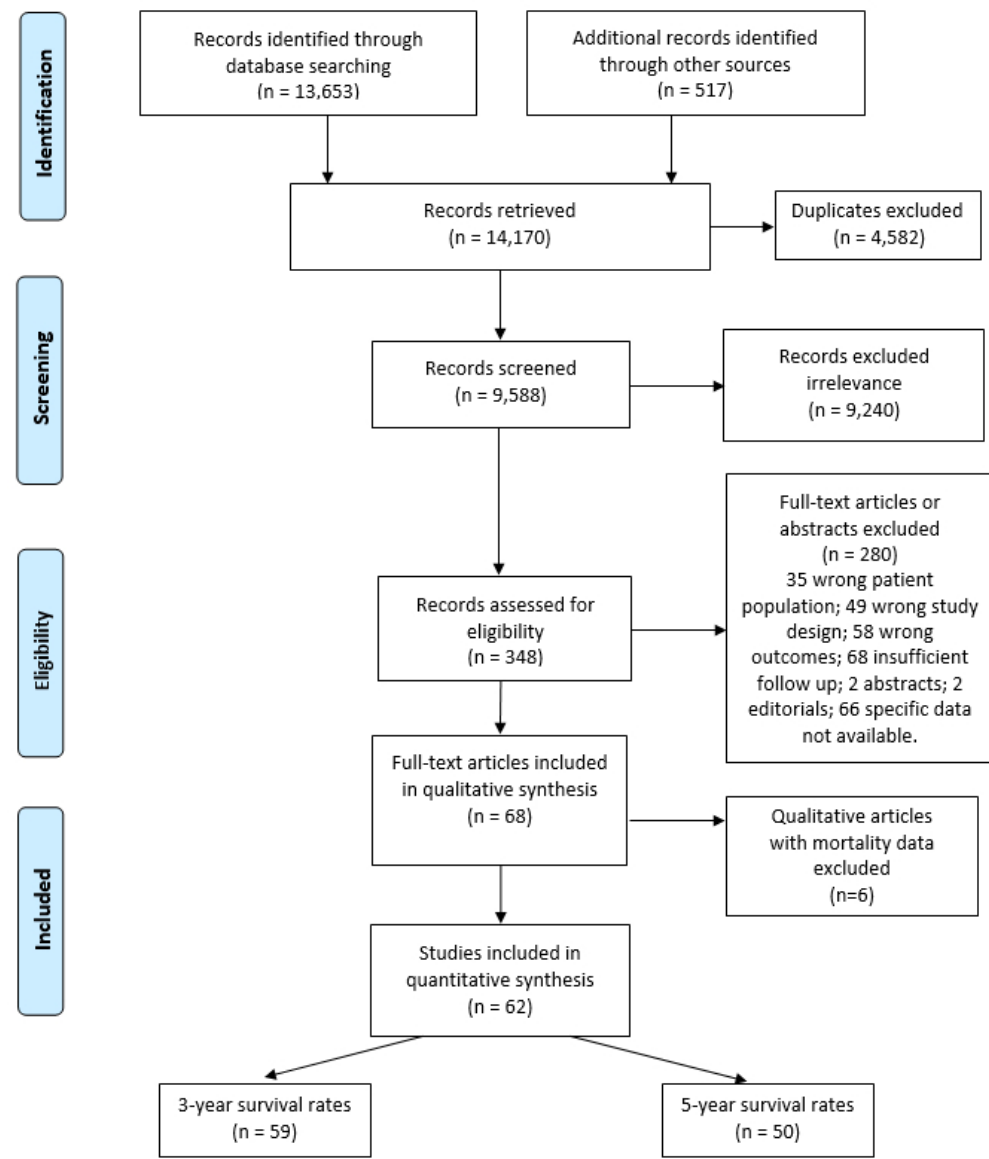 Identification
Records identified through
database searching
(n = 13,653)
Additional records identified
through other sources
(n = 517)
Records retrieved
(n = 14,170)
Duplicates excluded
(n = 4,582)
Screening
Records screened
(n = 9,588)
Records excluded
irrelevance
(n = 9,240)
Eligibility
Records assessed for
eligibility
(n = 348)
Full-text articles or
abstracts excluded
(n = 280)
35 wrong patient
population; 49 wrong study
design; 58 wrong
outcomes; 68 insufficient
follow up; 2 abstracts; 2
editorials; 66 specific data
not available.
Full-text articles included
in qualitative synthesis
(n = 68)
Included
Qualitative articles
with mortality data
excluded
(n=6)
Studies included in
quantitative synthesis
(n = 62)
3-year survival rates
(n = 59)
5-year survival rates
(n = 50)